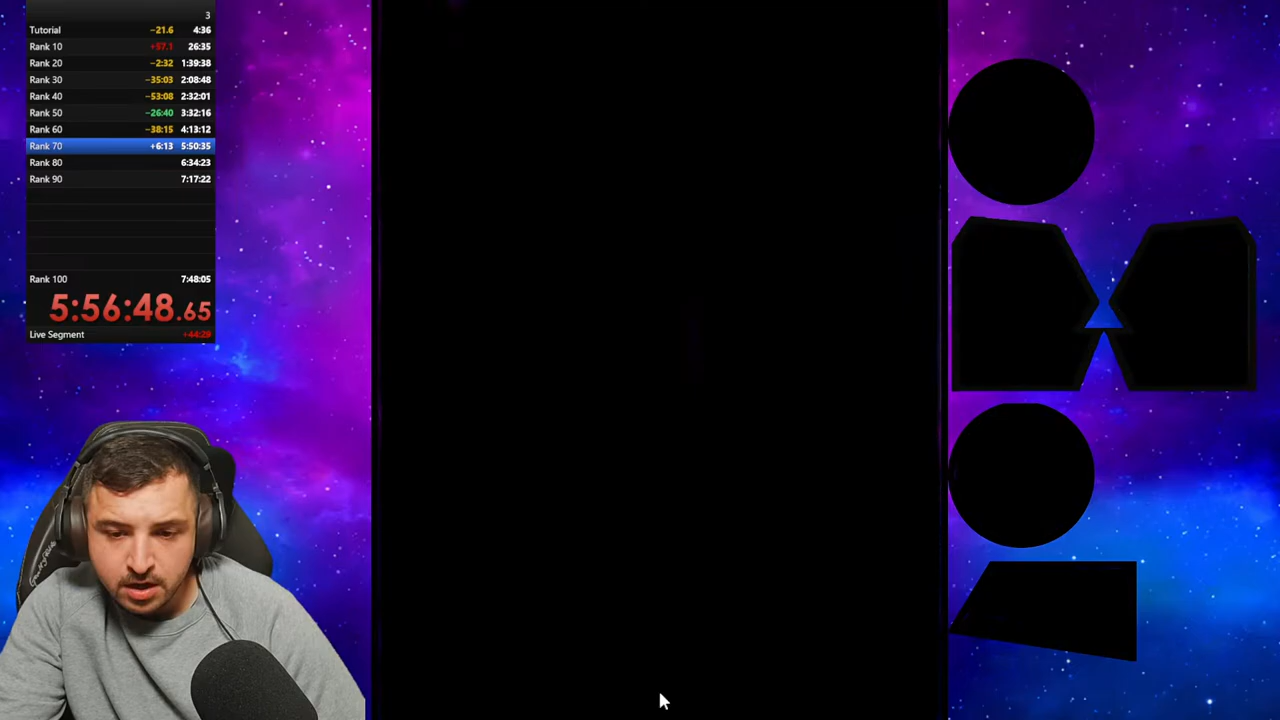 3
Tutorial −21.6 4:36
Rank 10 +57.1 26:35
Rank 20 −2:32 1:39:38
Rank 30 −35:03 2:08:48
Rank 40 −53:08 2:32:01
Rank 50 −26:40 3:32:16
Rank 60 −38:15 4:13:12
Rank 70 +6:13 5:50:35
Rank 80 6:34:23
Rank 90 7:17:22
Rank 100 7:48:05
5:56:48.65
Live Segment +44:29